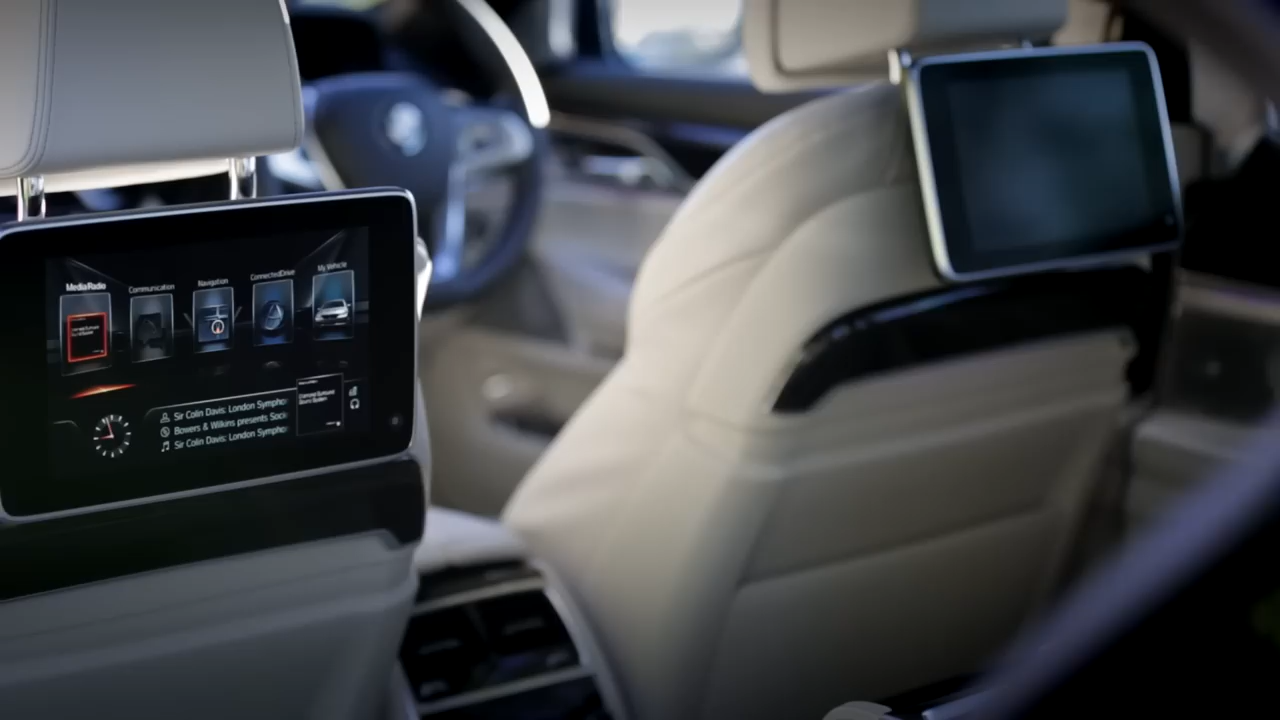 Media/Radio
Communication
Navigation
ConnectedDrive
My Vehicle
Sir Colin Davis: London Sympho
Bowers & Wilkins presents Soci
Sir Colin Davis: London Sympho